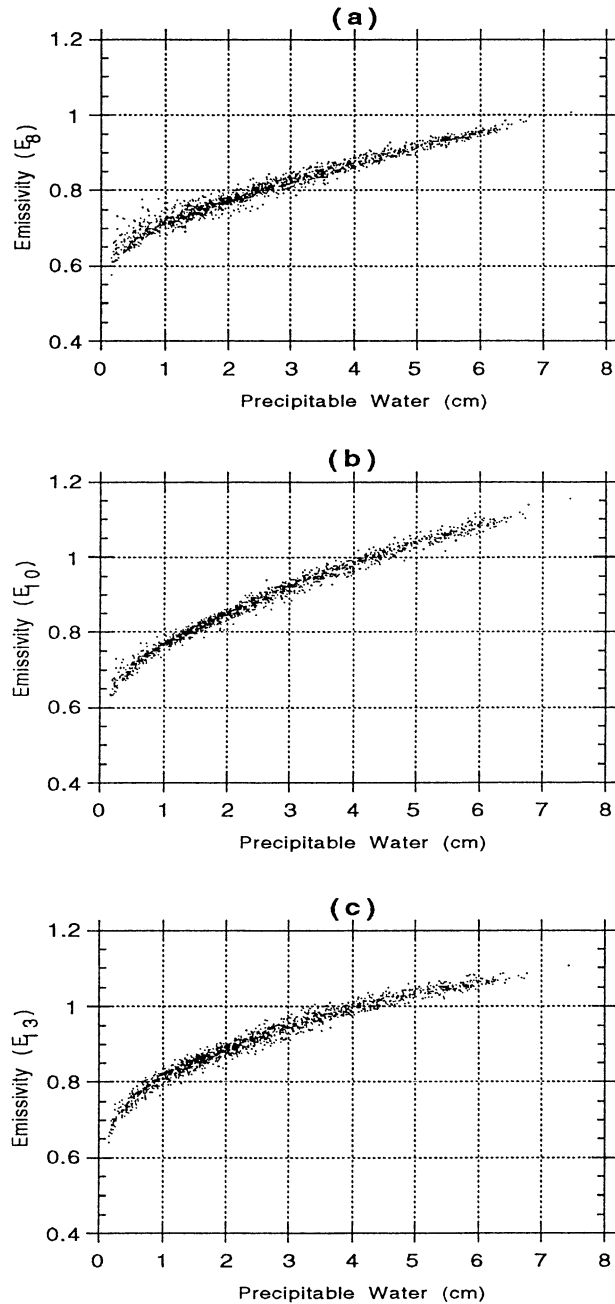 (a)
1.2
1
0.8
0.6
0.4
Emissivity (E8)
0 1 2 3 4 5 6 7 8
Precipitable Water (cm)
(b)
1.2
1
0.8
0.6
0.4
Emissivity (E10)
0 1 2 3 4 5 6 7 8
Precipitable Water (cm)
(c)
1.2
1
0.8
0.6
0.4
Emissivity (E13)
0 1 2 3 4 5 6 7 8
Precipitable Water (cm)